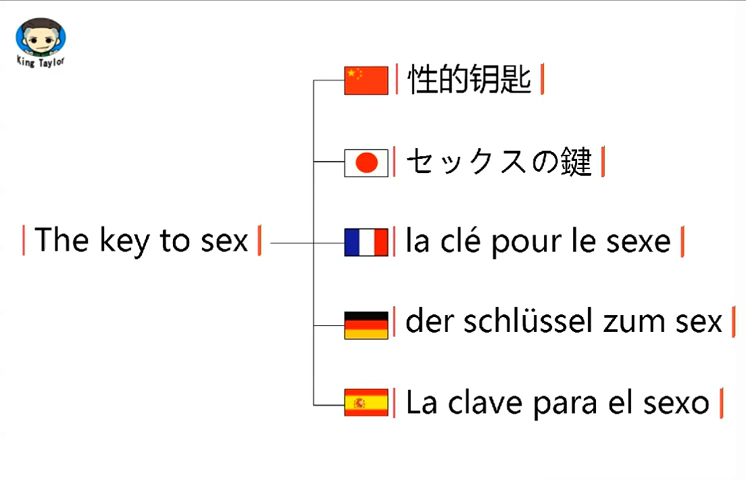 King Taylor
性的钥匙
セックスの鍵
The key to sex
la clé pour le sexe
der schlüssel zum sex
La clave para el sexo